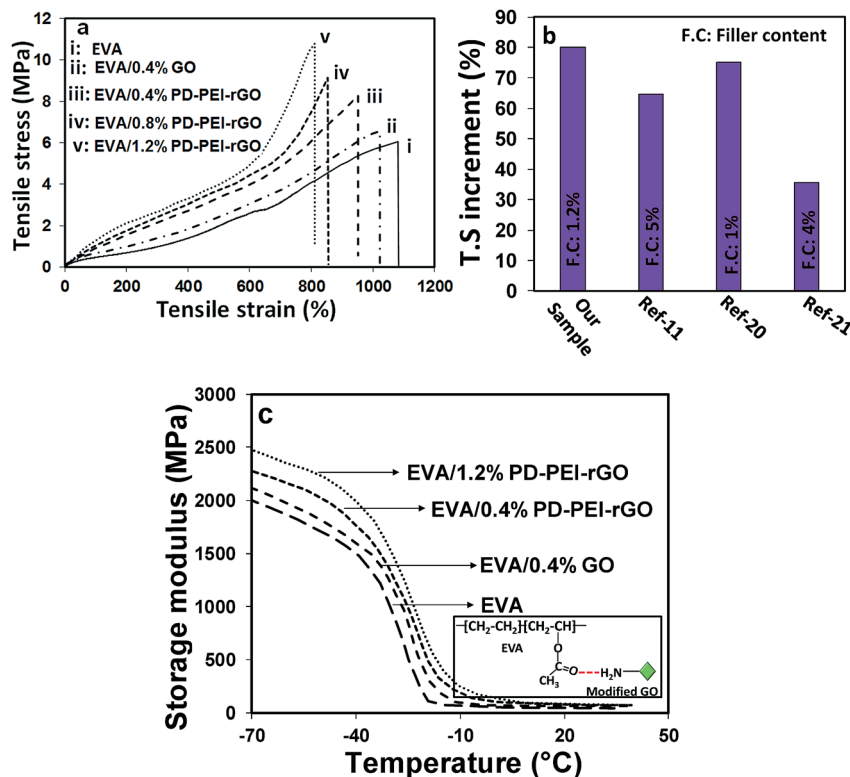 a
i: EVA
ii: EVA/0.4% GO
iii: EVA/0.4% PD-PEI-rGO
iv: EVA/0.8% PD-PEI-rGO
v: EVA/1.2% PD-PEI-rGO
v
iv
iii
ii
i
12
10
8
6
4
2
0
0 200 400 600 800 1000 1200
Tensile stress (MPa)
Tensile strain (%)
b
F.C: Filler content
90
80
70
60
50
40
30
20
10
0
T.S increment (%)
F.C: 1.2%
F.C: 5%
F.C: 1%
F.C: 4%
Our Sample
Ref-11
Ref-20
Ref-21
c
3000
2500
2000
1500
1000
500
0
Storage modulus (MPa)
EVA/1.2% PD-PEI-rGO
EVA/0.4% PD-PEI-rGO
EVA/0.4% GO
EVA
-[CH2-CH2][CH2-CH]-
EVA
O
C=O---H2N
CH3
Modified GO
-70 -40 -10 20 50
Temperature (°C)